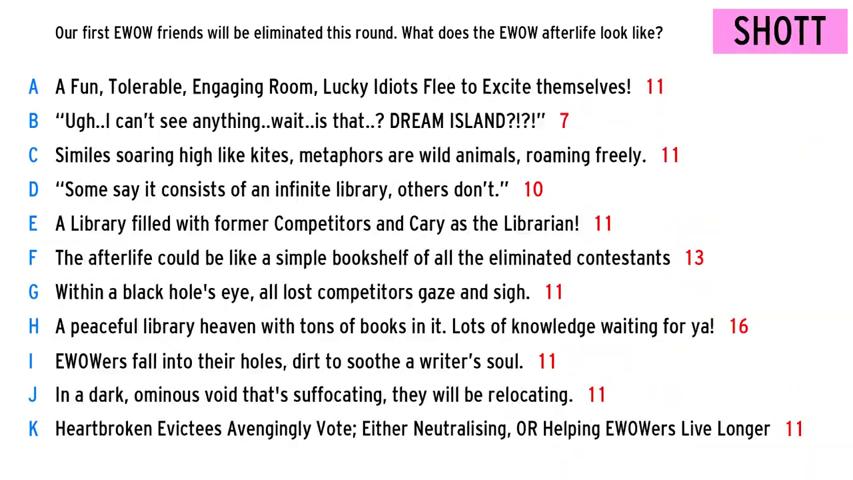 Our first EWOW friends will be eliminated this round. What does the EWOW afterlife look like?
SHOTT
A A Fun, Tolerable, Engaging Room, Lucky Idiots Flee to Excite themselves! 11
B “Ugh..I can’t see anything..wait..is that..? DREAM ISLAND?!?!” 7
C Similes soaring high like kites, metaphors are wild animals, roaming freely. 11
D “Some say it consists of an infinite library, others don’t.” 10
E A Library filled with former Competitors and Cary as the Librarian! 11
F The afterlife could be like a simple bookshelf of all the eliminated contestants 13
G Within a black hole's eye, all lost competitors gaze and sigh. 11
H A peaceful library heaven with tons of books in it. Lots of knowledge waiting for ya! 16
I EWOWers fall into their holes, dirt to soothe a writer’s soul. 11
J In a dark, ominous void that's suffocating, they will be relocating. 11
K Heartbroken Evictees Avengingly Vote; Either Neutralising, OR Helping EWOWers Live Longer 11